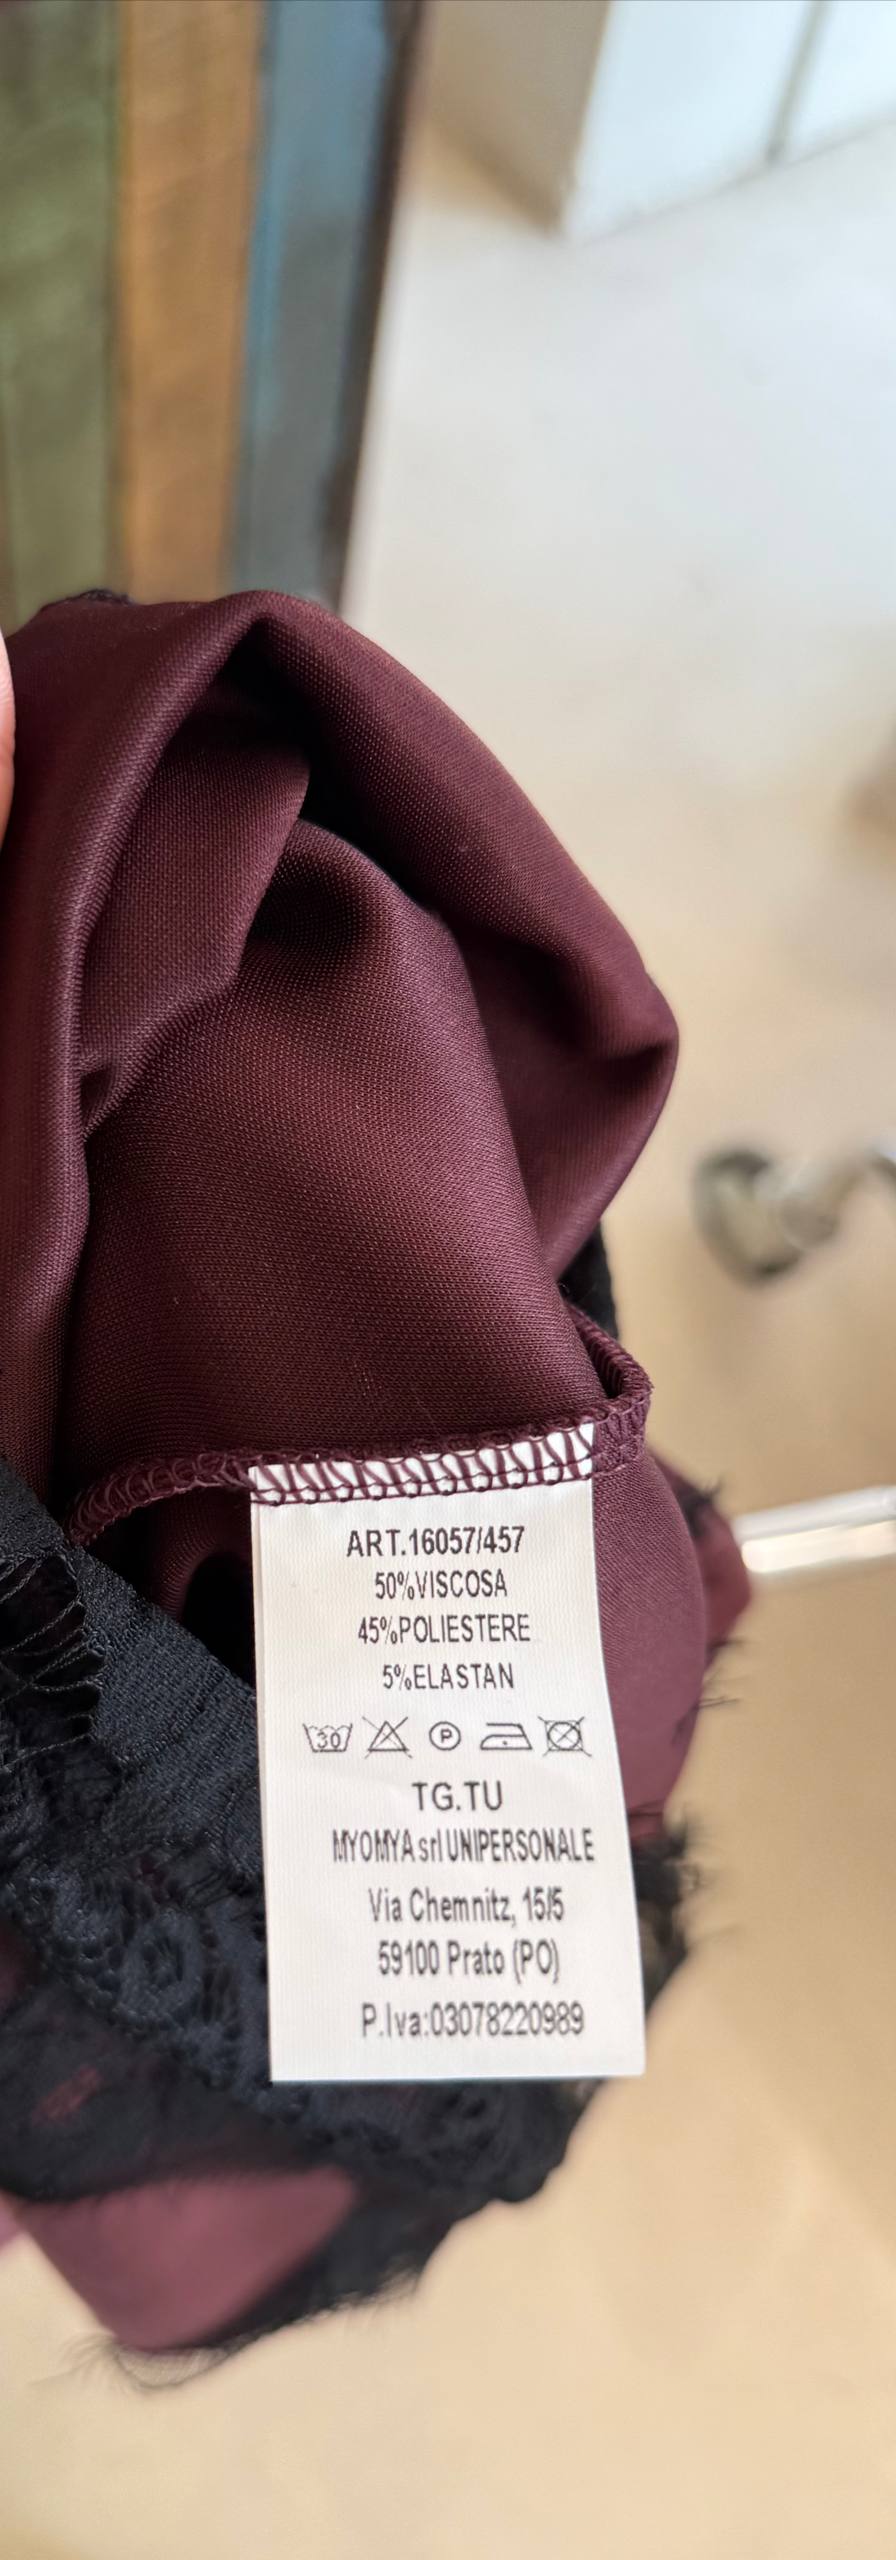 ART.16057/457
50%VISCOSA
45%POLIESTERE
5%ELASTAN
30 P
TG.TU
MYOMYA srl UNIPERSONALE
Via Chemnitz, 15/5
59100 Prato (PO)
P.Iva:03078220989